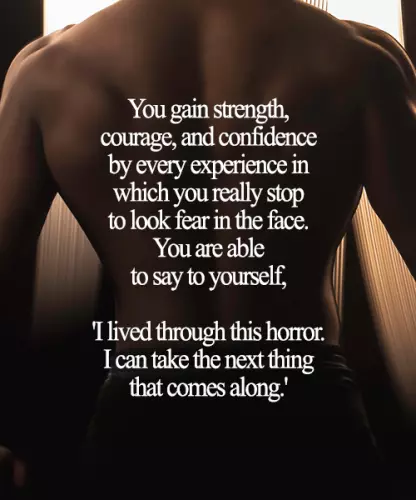 You gain strength,
courage, and confidence
by every experience in
which you really stop
to look fear in the face.
You are able
to say to yourself,
'I lived through this horror.
I can take the next thing
that comes along.'